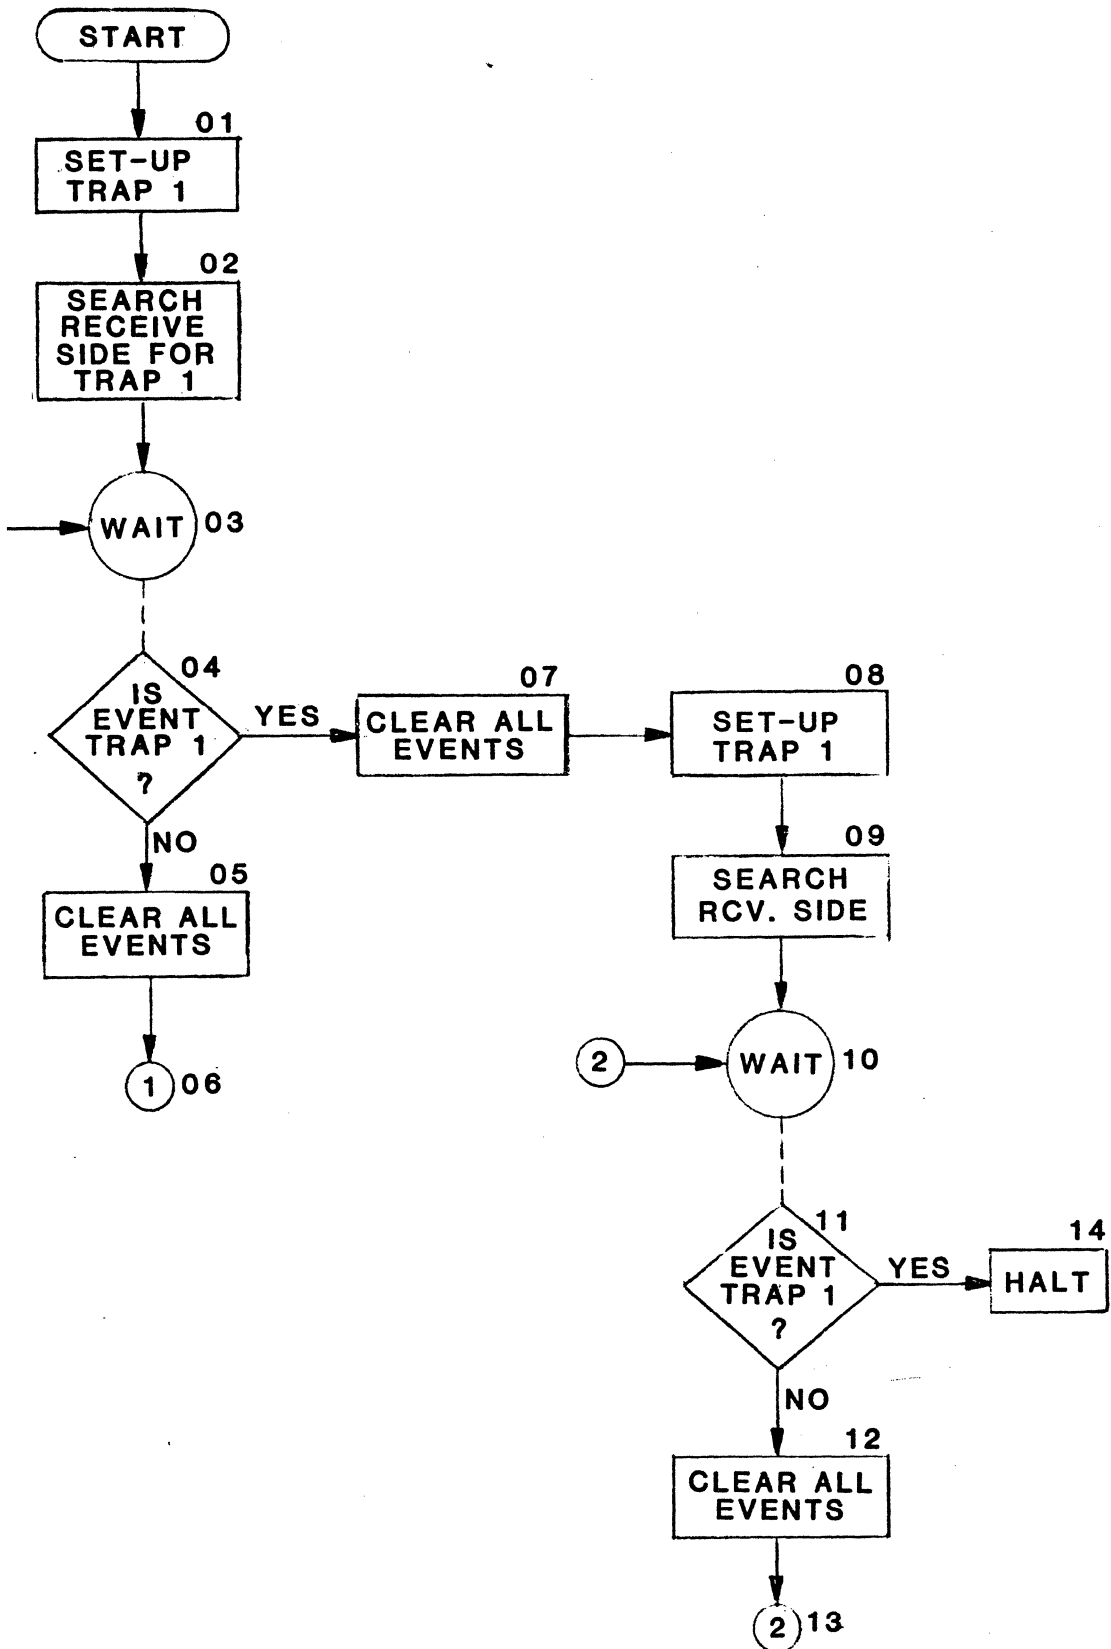 START
01
SET-UP
TRAP 1
02
SEARCH
RECEIVE
SIDE FOR
TRAP 1
WAIT 03
04
IS
EVENT
TRAP 1
?
YES
NO
05
CLEAR ALL
EVENTS
1 06
07
CLEAR ALL
EVENTS
08
SET-UP
TRAP 1
09
SEARCH
RCV. SIDE
2
WAIT 10
11
IS
EVENT
TRAP 1
?
YES
14
HALT
NO
12
CLEAR ALL
EVENTS
2 13